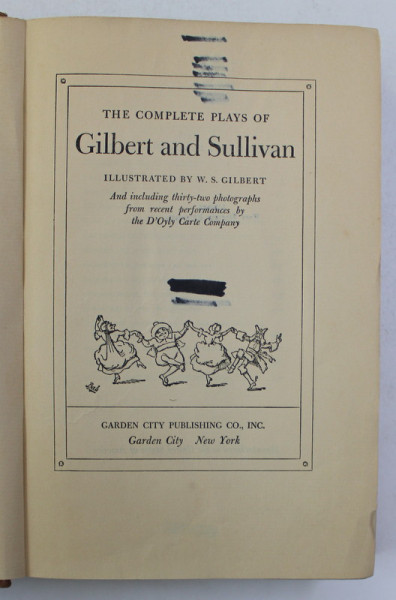 THE COMPLETE PLAYS OF
Gilbert and Sullivan
ILLUSTRATED BY W. S. GILBERT
And including thirty-two photographs
from recent performances by
the D'Oyly Carte Company
GARDEN CITY PUBLISHING CO., INC.
Garden City New York